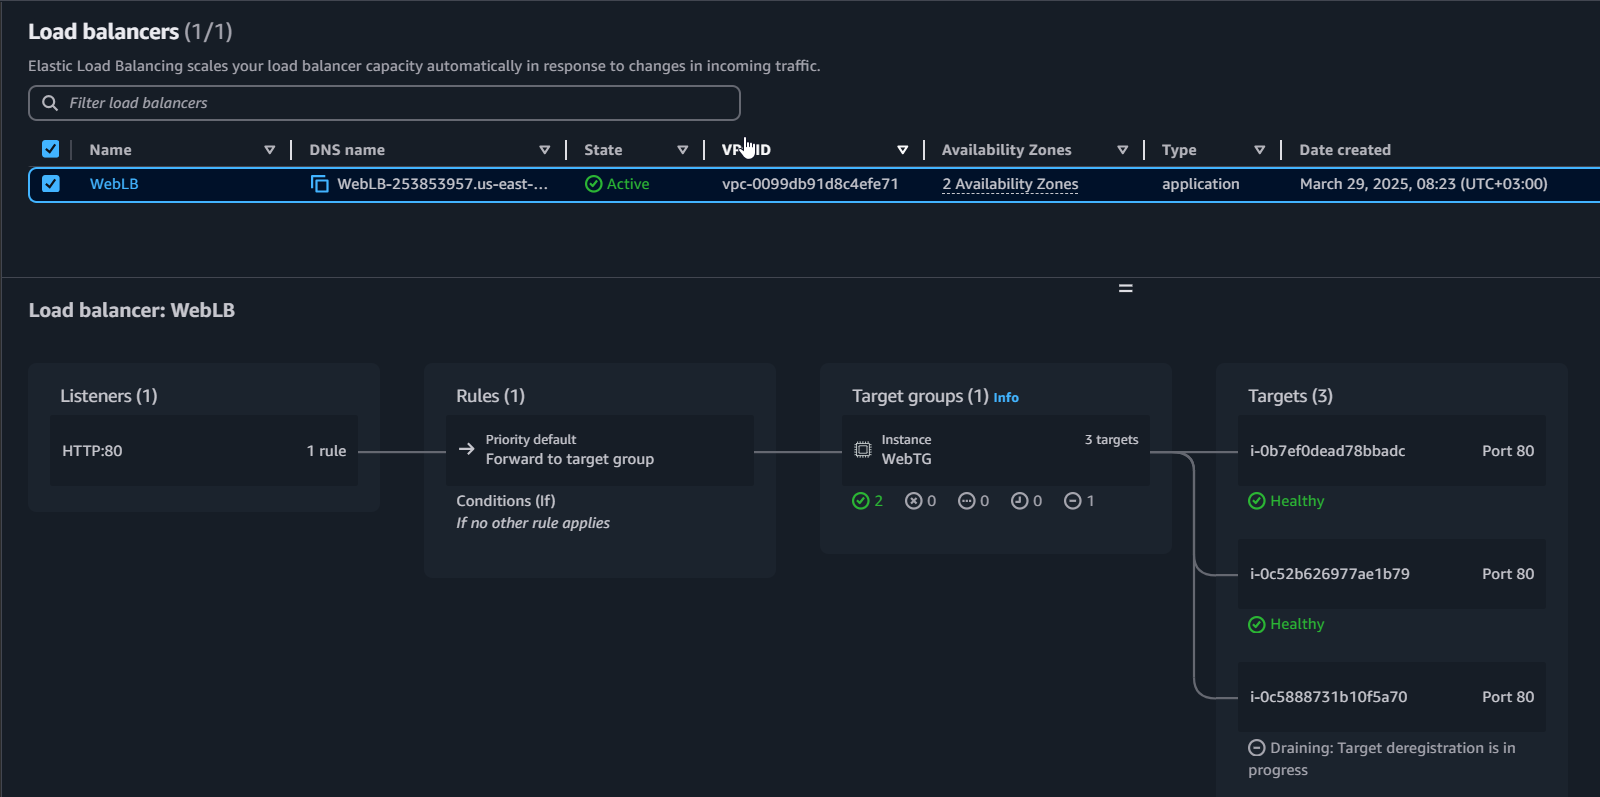 Load balancers (1/1)
Elastic Load Balancing scales your load balancer capacity automatically in response to changes in incoming traffic.
Filter load balancers
Name DNS name State Availability Zones Type Date created
WebLB WebLB-253853957.us-east-... Active vpc-0099db91d8c4efe71 2 Availability Zones application March 29, 2025, 08:23 (UTC+03:00)
Load balancer: WebLB
Listeners (1)
HTTP:80 1 rule
Rules (1)
Priority default
Forward to target group
Conditions (If)
If no other rule applies
Target groups (1) Info
Instance 3 targets
WebTG
2 0 0 0 1
Targets (3)
i-0b7ef0dead78bbadc Port 80
Healthy
i-0c52b626977ae1b79 Port 80
Healthy
i-0c5888731b10f5a70 Port 80
Draining: Target deregistration is in
progress